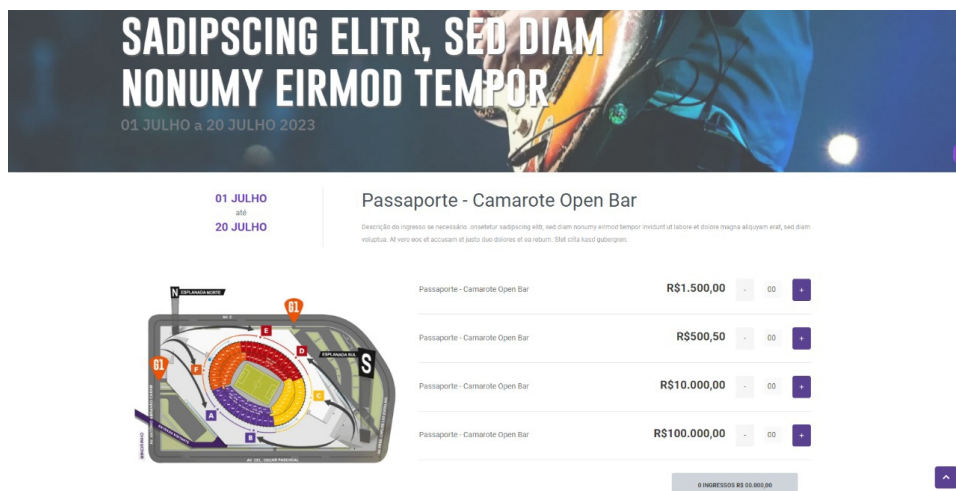 SADIPSCING ELITR, SED DIAM
NONUMY EIRMOD TEMPOR
01 JULHO a 20 JULHO 2023
01 JULHO
até
20 JULHO
Passaporte - Camarote Open Bar
Descrição do ingresso se necessário .onsetetur sadipscing elitr, sed diam nonumy eirmod tempor invidunt ut labore et dolore magna aliquyam erat, sed diam
voluptua. At vero eos et accusam et justo duo dolores et ea rebum. Stet clita kasd gubergren.
N ESPLANADA NORTE
G1
E
D
ESPLANADA SUL
S
G1
F
C
A
B
AV. CEL. OSCAR PASCHOAL
Passaporte - Camarote Open Bar R$1.500,00 - 00 +
Passaporte - Camarote Open Bar R$500,50 - 00 +
Passaporte - Camarote Open Bar R$10.000,00 - 00 +
Passaporte - Camarote Open Bar R$100.000,00 - 00 +
0 INGRESSOS R$ 00.000,00